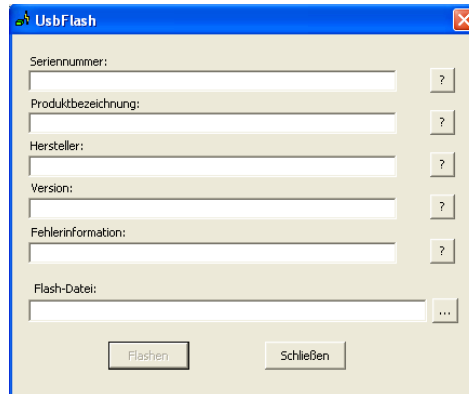 UsbFlash
Seriennummer:
?
Produktbezeichnung:
?
Hersteller:
?
Version:
?
Fehlerinformation:
?
Flash-Datei:
...
Flashen Schließen